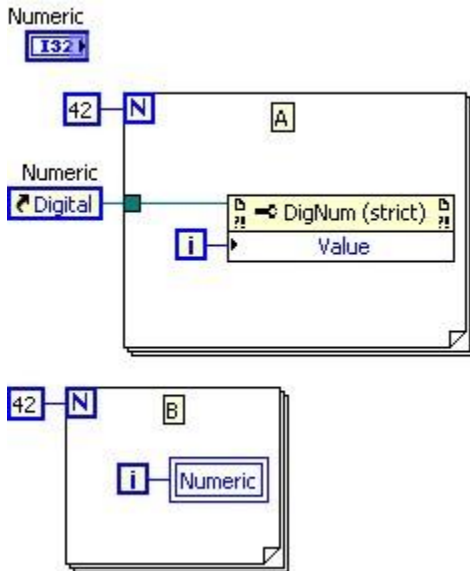 Numeric
I32
42 N A
Numeric
Digital
?! DigNum (strict) ?!
i Value
42 N B
i Numeric